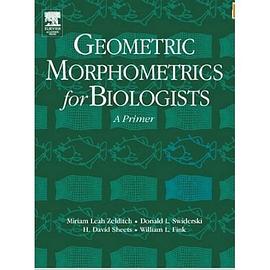 ELSEVIER
GEOMETRIC
MORPHOMETRICS
for BIOLOGISTS
A Primer
Miriam Leah Zelditch · Donald L. Swiderski
H. David Sheets · William L. Fink